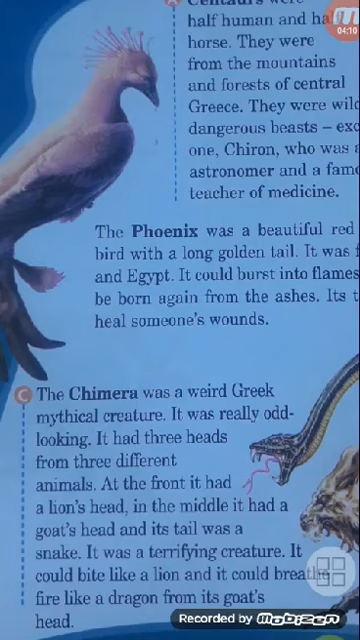 A Centaurs were
half human and half
horse. They were
from the mountains
and forests of central
Greece. They were wild
dangerous beasts – exc
one, Chiron, who was a
astronomer and a fam
teacher of medicine.
The Phoenix was a beautiful red
bird with a long golden tail. It was f
and Egypt. It could burst into flames
be born again from the ashes. Its t
heal someone's wounds.
C The Chimera was a weird Greek
mythical creature. It was really odd-
looking. It had three heads
from three different
animals. At the front it had
a lion's head, in the middle it had a
goat's head and its tail was a
snake. It was a terrifying creature. It
could bite like a lion and it could breathe
fire like a dragon from its goat's
head.
04:10
Recorded by Mobizen